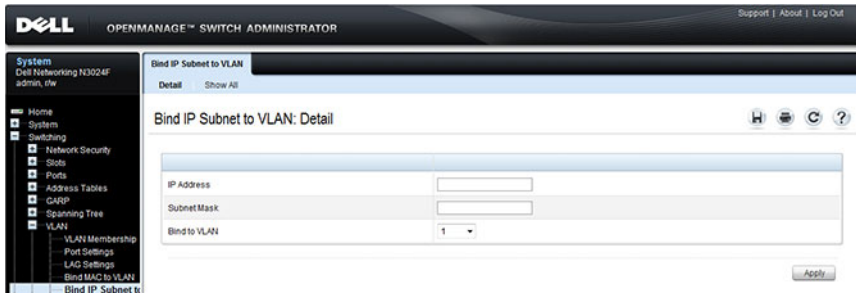 DELL OPENMANAGE™ SWITCH ADMINISTRATOR
Support | About | Log Out
System
Dell Networking N3024F
admin, r/w
Home
System
Switching
Network Security
Slots
Ports
Address Tables
GARP
Spanning Tree
VLAN
VLAN Membership
Port Settings
LAG Settings
Bind MAC to VLAN
Bind IP Subnet to
Bind IP Subnet to VLAN
Detail Show All
Bind IP Subnet to VLAN: Detail
IP Address
Subnet Mask
Bind to VLAN 1
Apply